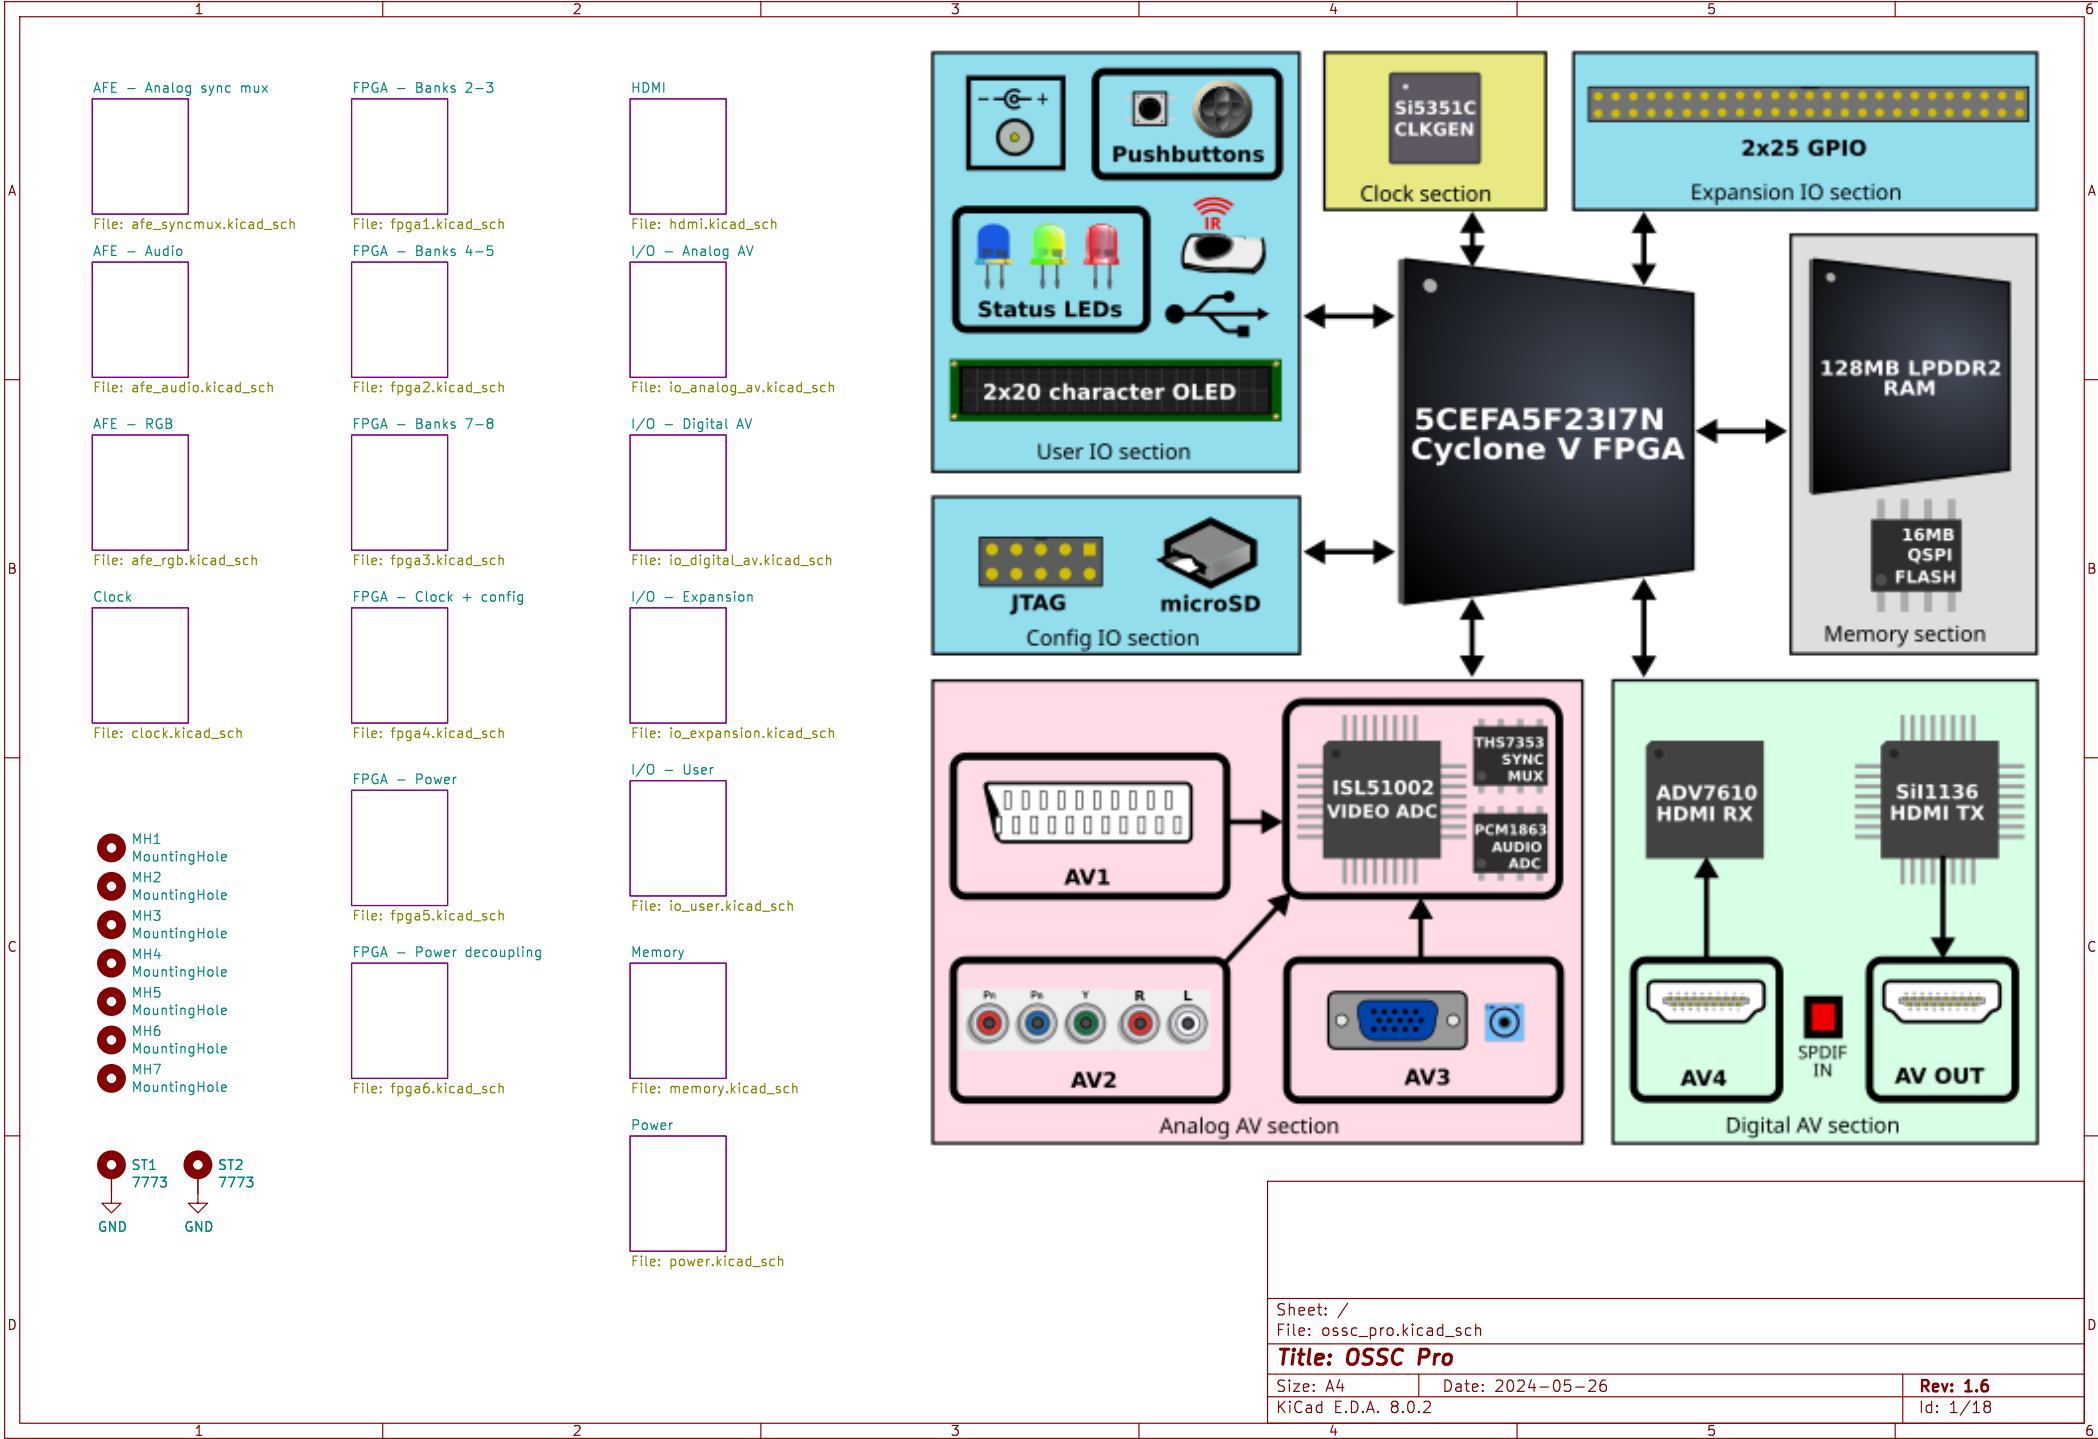 1 2 3 4 5 6
A
B
C
D
AFE - Analog sync mux
File: afe_syncmux.kicad_sch
AFE - Audio
File: afe_audio.kicad_sch
AFE - RGB
File: afe_rgb.kicad_sch
Clock
File: clock.kicad_sch
MH1
MountingHole
MH2
MountingHole
MH3
MountingHole
MH4
MountingHole
MH5
MountingHole
MH6
MountingHole
MH7
MountingHole
ST1
7773
GND
ST2
7773
GND
FPGA - Banks 2-3
File: fpga1.kicad_sch
FPGA - Banks 4-5
File: fpga2.kicad_sch
FPGA - Banks 7-8
File: fpga3.kicad_sch
FPGA - Clock + config
File: fpga4.kicad_sch
FPGA - Power
File: fpga5.kicad_sch
FPGA - Power decoupling
File: fpga6.kicad_sch
HDMI
File: hdmi.kicad_sch
I/O - Analog AV
File: io_analog_av.kicad_sch
I/O - Digital AV
File: io_digital_av.kicad_sch
I/O - Expansion
File: io_expansion.kicad_sch
I/O - User
File: io_user.kicad_sch
Memory
File: memory.kicad_sch
Power
File: power.kicad_sch
- +
Pushbuttons
Status LEDs
IR
2x20 character OLED
User IO section
Si5351C
CLKGEN
Clock section
2x25 GPIO
Expansion IO section
5CEFA5F23I7N
Cyclone V FPGA
128MB LPDDR2
RAM
16MB
QSPI
FLASH
Memory section
JTAG
microSD
Config IO section
AV1
ISL51002
VIDEO ADC
THS7353
SYNC
MUX
PCM1863
AUDIO
ADC
Y R L
AV2
AV3
Analog AV section
ADV7610
HDMI RX
SiI1136
HDMI TX
AV4
SPDIF
IN
AV OUT
Digital AV section
Sheet: /
File: ossc_pro.kicad_sch
Title: OSSC Pro
Size: A4
Date: 2024-05-26
Rev: 1.6
KiCad E.D.A. 8.0.2
Id: 1/18
A
B
C
D
1 2 3 4 5 6